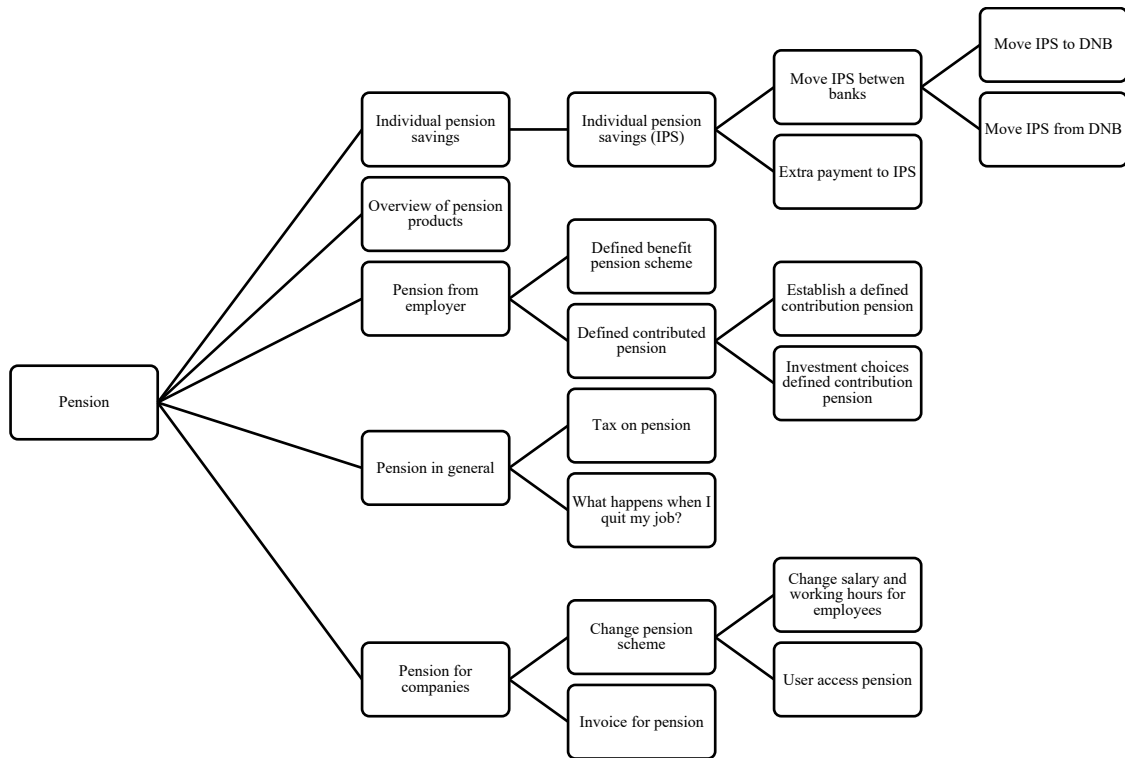 Pension
Individual pension
savings
Overview of pension
products
Pension from
employer
Pension in general
Pension for
companies
Individual pension
savings (IPS)
Defined benefit
pension scheme
Defined contributed
pension
Tax on pension
What happens when I
quit my job?
Change pension
scheme
Invoice for pension
Move IPS betwen
banks
Extra payment to IPS
Establish a defined
contribution pension
Investment choices
defined contribution
pension
Change salary and
working hours for
employees
User access pension
Move IPS to DNB
Move IPS from DNB